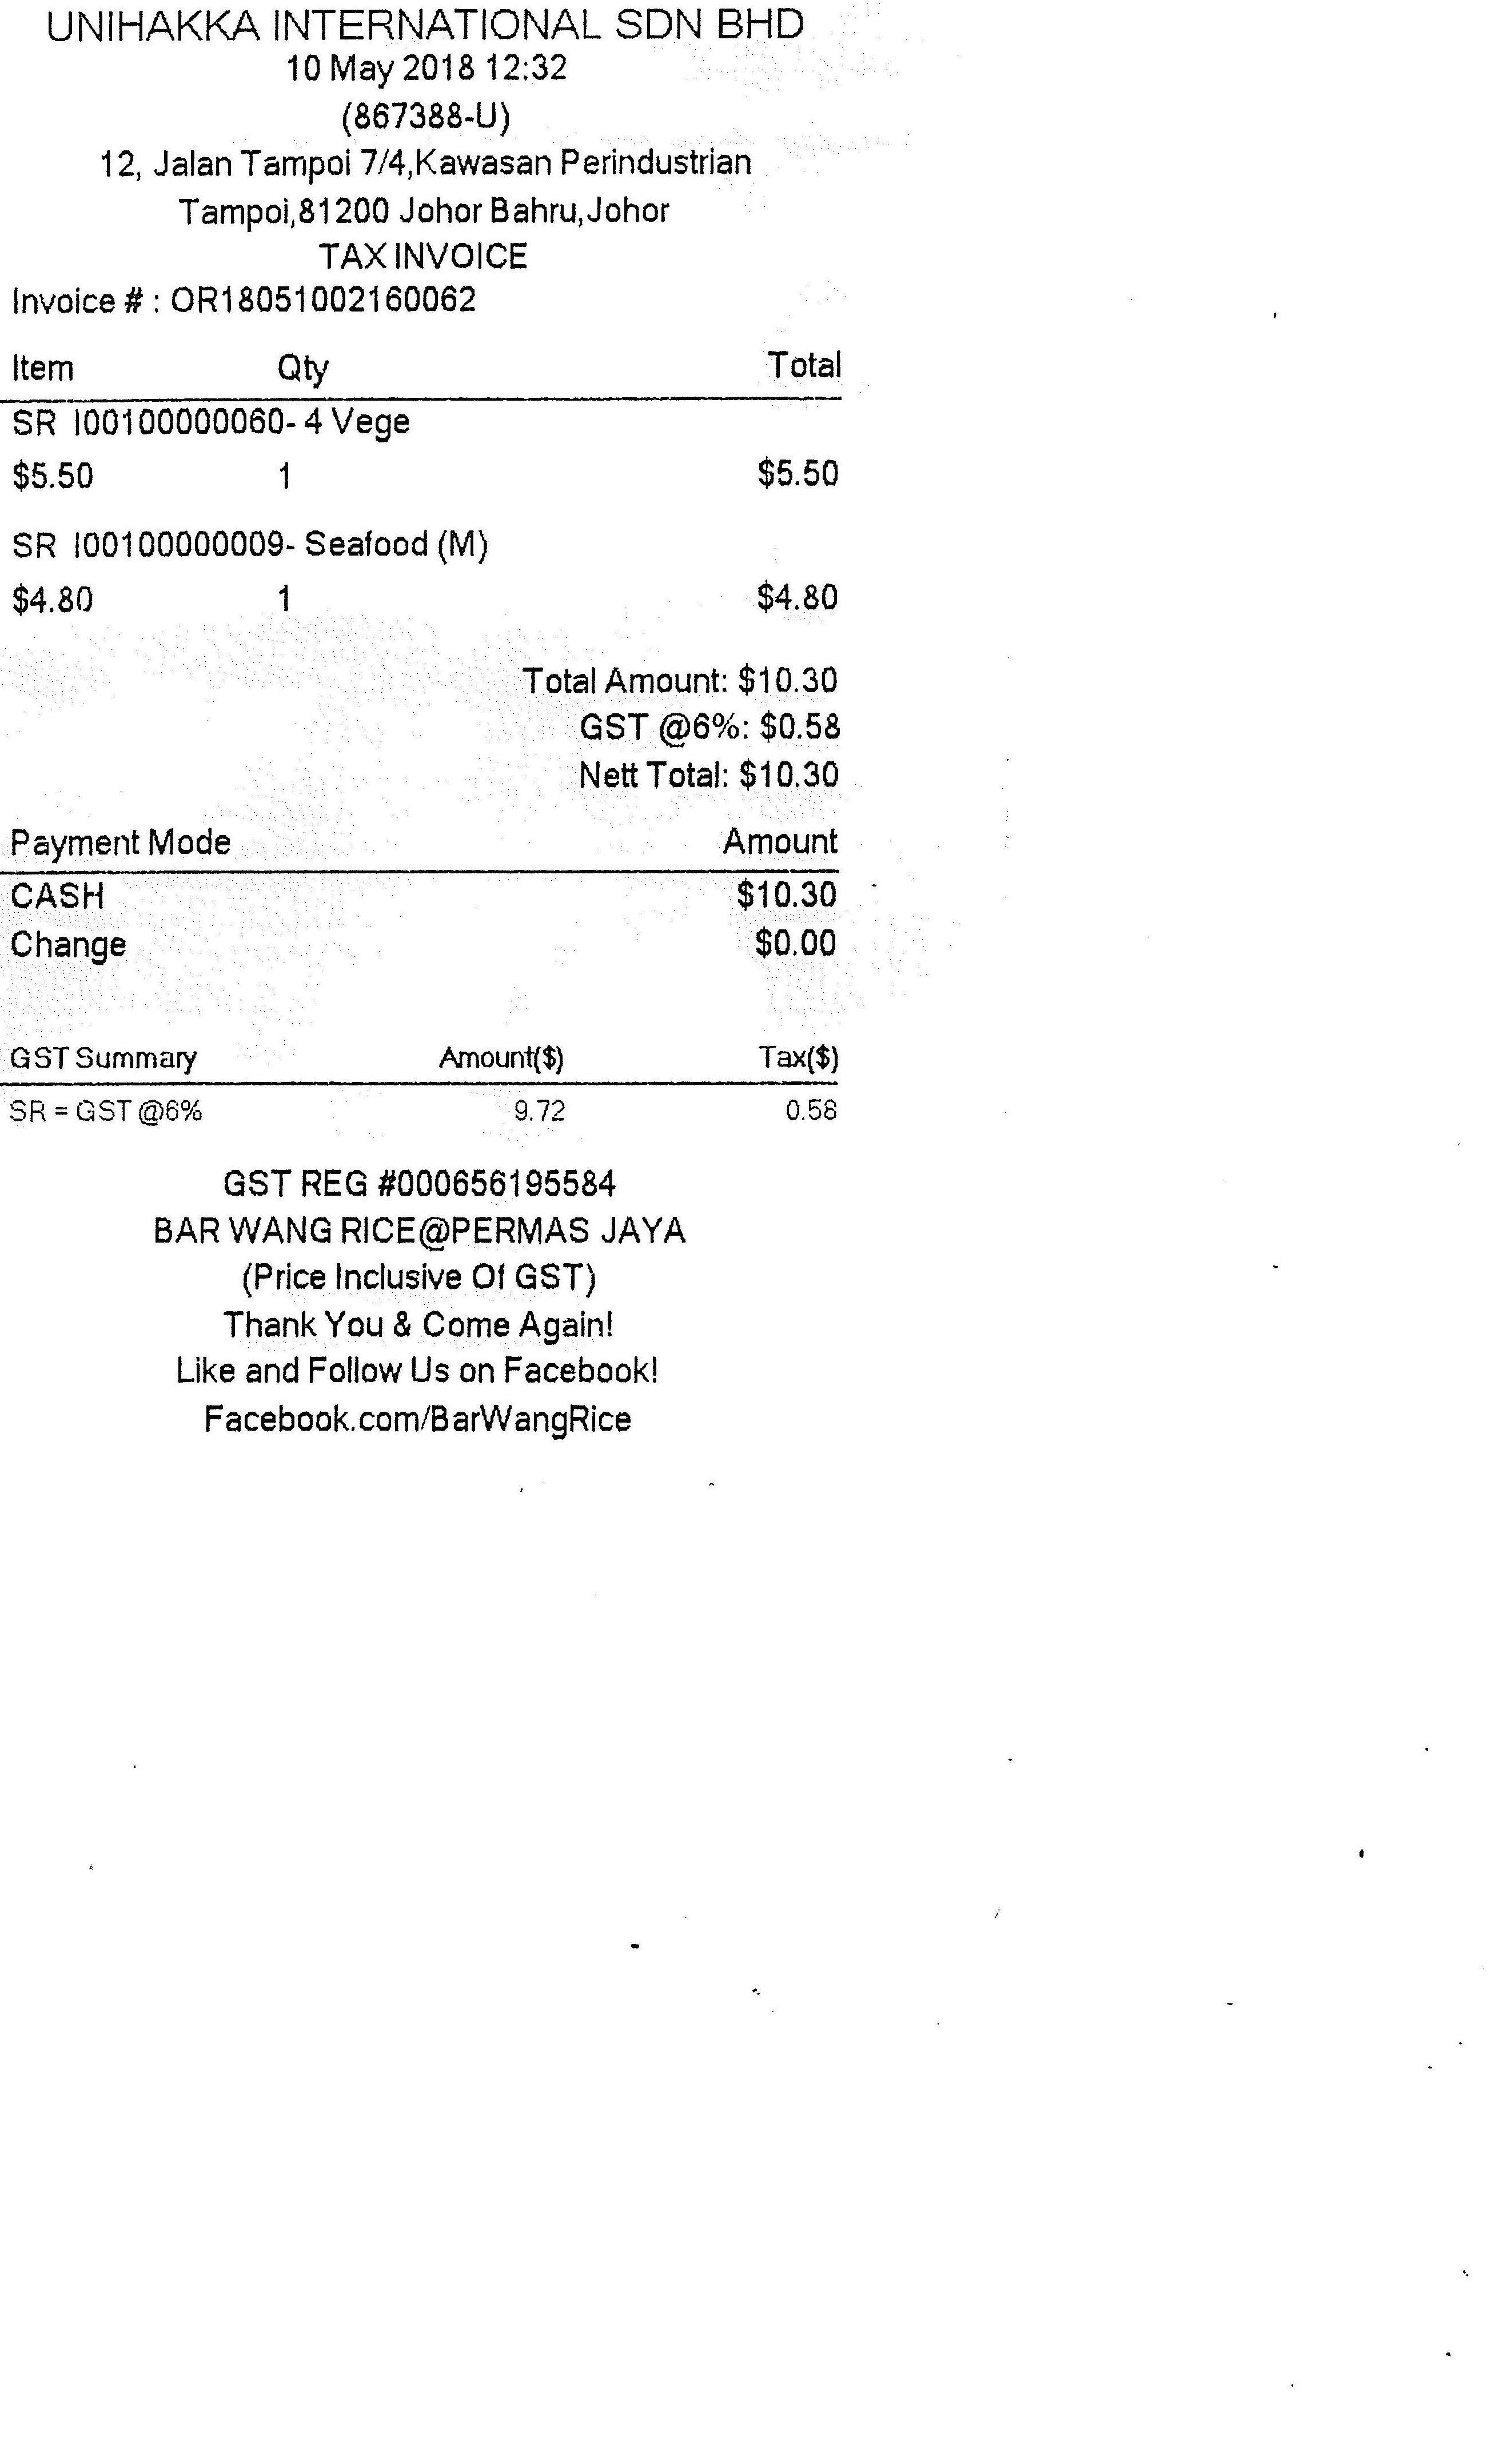 UNIHAKKA INTERNATIONAL SDN BHD
10 May 2018 12:32
(867388-U)
12, Jalan Tampoi 7/4,Kawasan Perindustrian
Tampoi,81200 Johor Bahru,Johor
TAX INVOICE
Invoice # : OR18051002160062
Item Qty Total
SR I00100000060- 4 Vege
$5.50 1 $5.50
SR I00100000009- Seafood (M)
$4.80 1 $4.80
Total Amount: $10.30
GST @6%: $0.58
Nett Total: $10.30
Payment Mode Amount
CASH $10.30
Change $0.00
GST Summary Amount($) Tax($)
SR = GST @6% 9.72 0.58
GST REG #000656195584
BAR WANG RICE@PERMAS JAYA
(Price Inclusive Of GST)
Thank You & Come Again!
Like and Follow Us on Facebook!
Facebook.com/BarWangRice